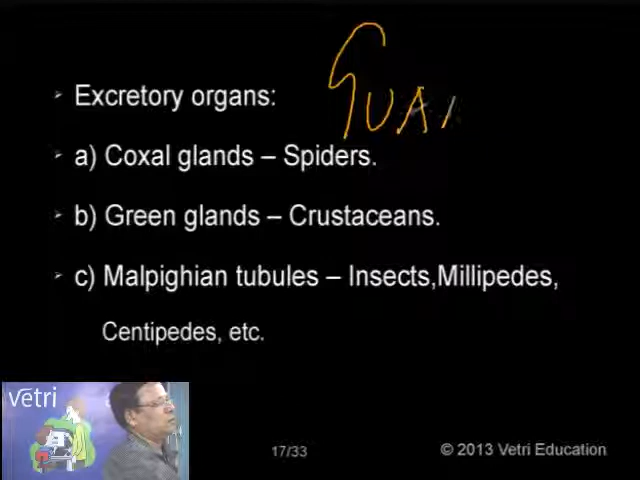 GUA
Excretory organs:
a) Coxal glands – Spiders.
b) Green glands – Crustaceans.
c) Malpighian tubules – Insects,Millipedes,
Centipedes, etc.
vetri
17/33
© 2013 Vetri Education